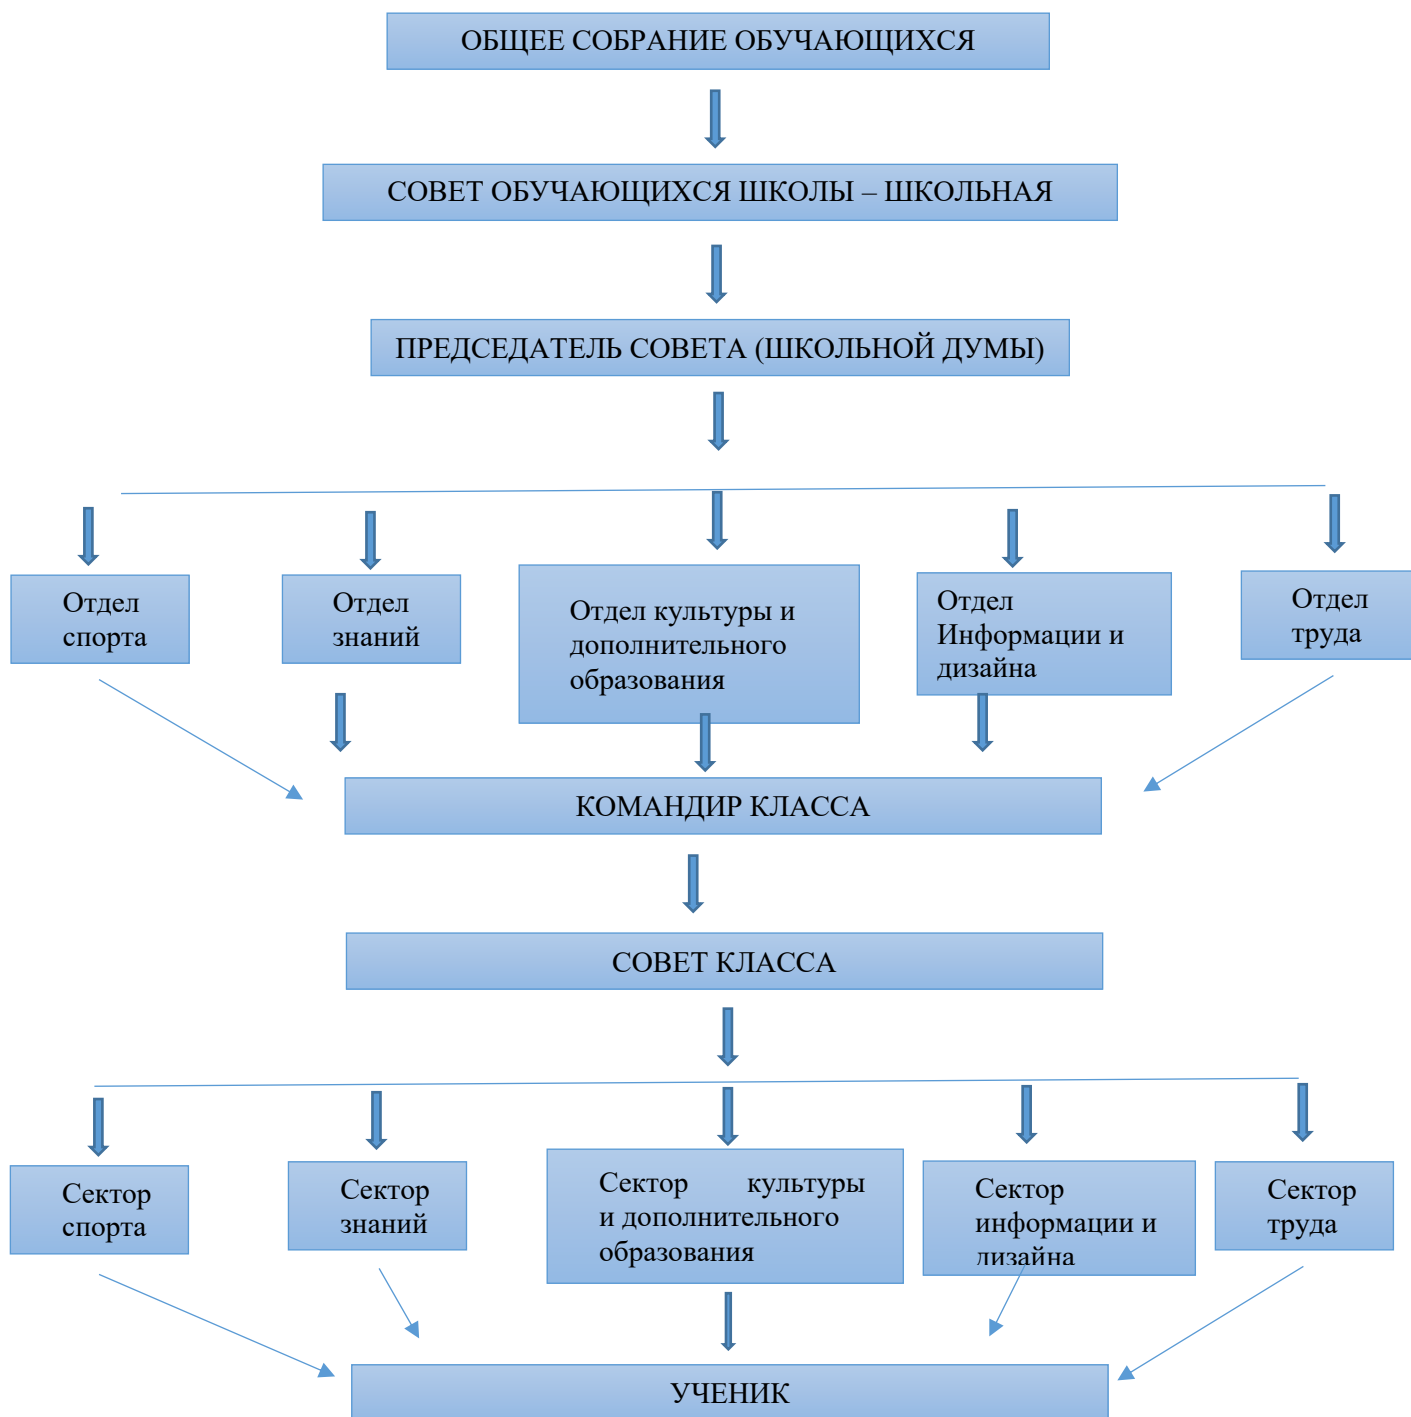 ОБЩЕЕ СОБРАНИЕ ОБУЧАЮЩИХСЯ
СОВЕТ ОБУЧАЮЩИХСЯ ШКОЛЫ – ШКОЛЬНАЯ
ПРЕДСЕДАТЕЛЬ СОВЕТА (ШКОЛЬНОЙ ДУМЫ)
Отдел
спорта
Отдел
знаний
Отдел культуры и
дополнительного
образования
Отдел
Информации и
дизайна
Отдел
труда
КОМАНДИР КЛАССА
СОВЕТ КЛАССА
Сектор
спорта
Сектор
знаний
Сектор культуры
и дополнительного
образования
Сектор
информации и
дизайна
Сектор
труда
УЧЕНИК